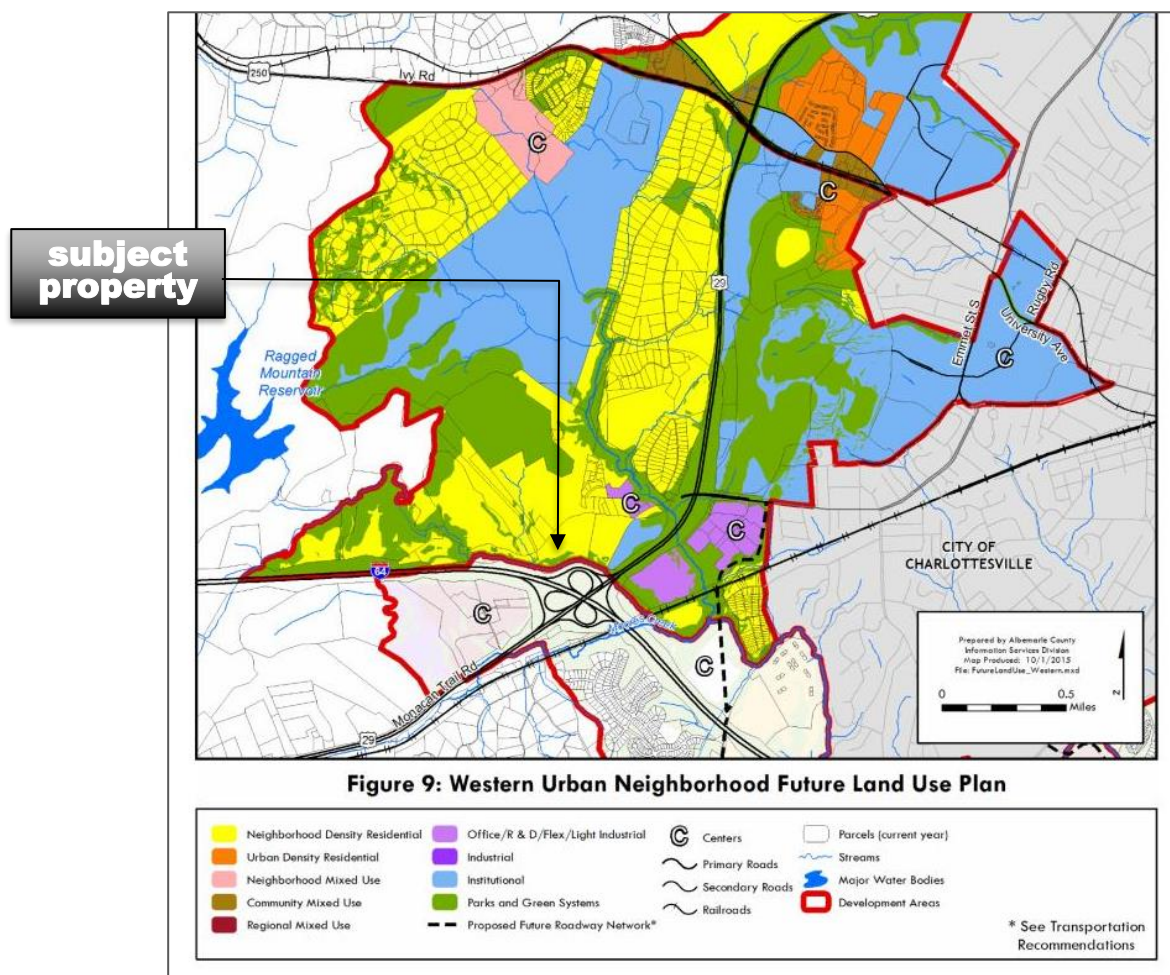 250
Ivy Rd
C
C
subject
property
29
Rugby Rd
Emmet St S
University Ave
C
Ragged
Mountain
Reservoir
C
C
CITY OF
CHARLOTTESVILLE
64
C
Moores Creek
C
Monacan Trail Rd
29
Prepared by Albemarle County
Information Services Division
Map Produced: 10/1/2015
File: FutureLandUse_Western.mxd
0 0.5
Miles
Z
Figure 9: Western Urban Neighborhood Future Land Use Plan
Neighborhood Density Residential
Urban Density Residential
Neighborhood Mixed Use
Community Mixed Use
Regional Mixed Use
Office/R & D/Flex/Light Industrial
Industrial
Institutional
Parks and Green Systems
Proposed Future Roadway Network*
C Centers
Primary Roads
Secondary Roads
Railroads
Parcels (current year)
Streams
Major Water Bodies
Development Areas
* See Transportation
Recommendations